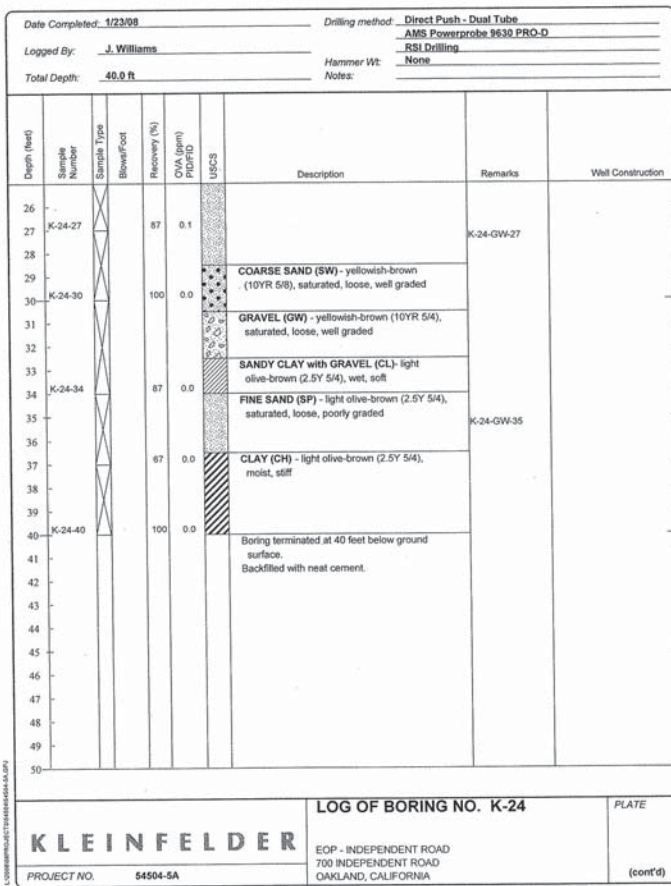 Date Completed: 1/23/08
Logged By: J. Williams
Total Depth: 40.0 ft
Drilling method: Direct Push - Dual Tube
AMS Powerprobe 9630 PRO-D
RSI Drilling
Hammer Wt: None
Notes:
Depth (feet) Sample Number Sample Type Blows/Foot Recovery (%) OVA (ppm) PID/FID USCS Description Remarks Well Construction
26
K-24-27 87 0.1
27 K-24-GW-27
28
29 COARSE SAND (SW) - yellowish-brown
(10YR 5/8), saturated, loose, well graded
30 K-24-30 100 0.0
31 GRAVEL (GW) - yellowish-brown (10YR 5/4),
saturated, loose, well graded
32
33 SANDY CLAY with GRAVEL (CL)- light
olive-brown (2.5Y 5/4), wet, soft
34 K-24-34 87 0.0
FINE SAND (SP) - light olive-brown (2.5Y 5/4),
saturated, loose, poorly graded
35 K-24-GW-35
36
37 67 0.0 CLAY (CH) - light olive-brown (2.5Y 5/4),
moist, stiff
38
39
40 K-24-40 100 0.0
Boring terminated at 40 feet below ground
surface.
41
Backfilled with neat cement.
42
43
44
45
46
47
48
49
50
KLEINFELDER
PROJECT NO. 54504-5A
LOG OF BORING NO. K-24
EOP - INDEPENDENT ROAD
700 INDEPENDENT ROAD
OAKLAND, CALIFORNIA
PLATE
(cont'd)